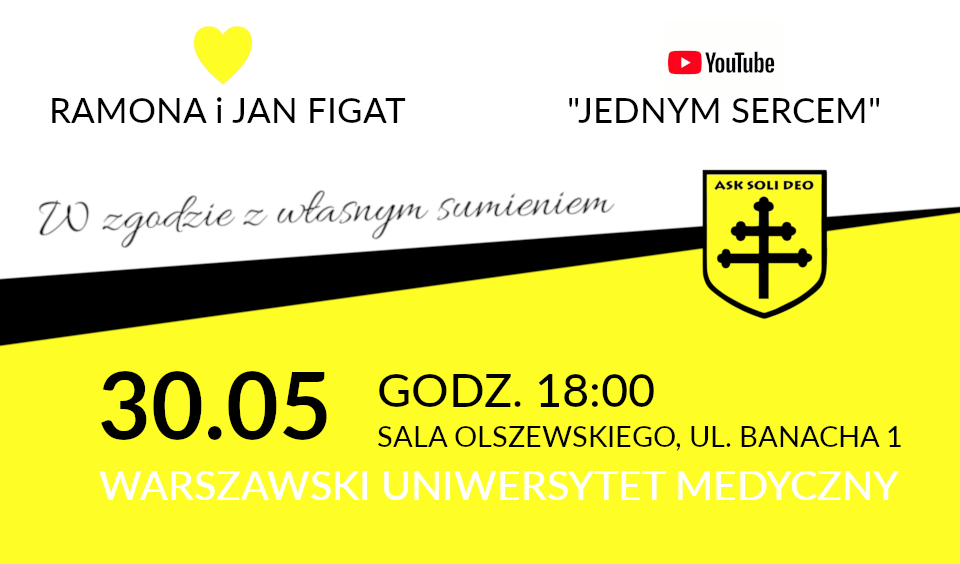 RAMONA i JAN FIGAT
YouTube
"JEDNYM SERCEM"
W zgodzie z własnym sumieniem
ASK SOLI DEO
30.05
GODZ. 18:00
SALA OLSZEWSKIEGO, UL. BANACHA 1
WARSZAWSKI UNIWERSYTET MEDYCZNY